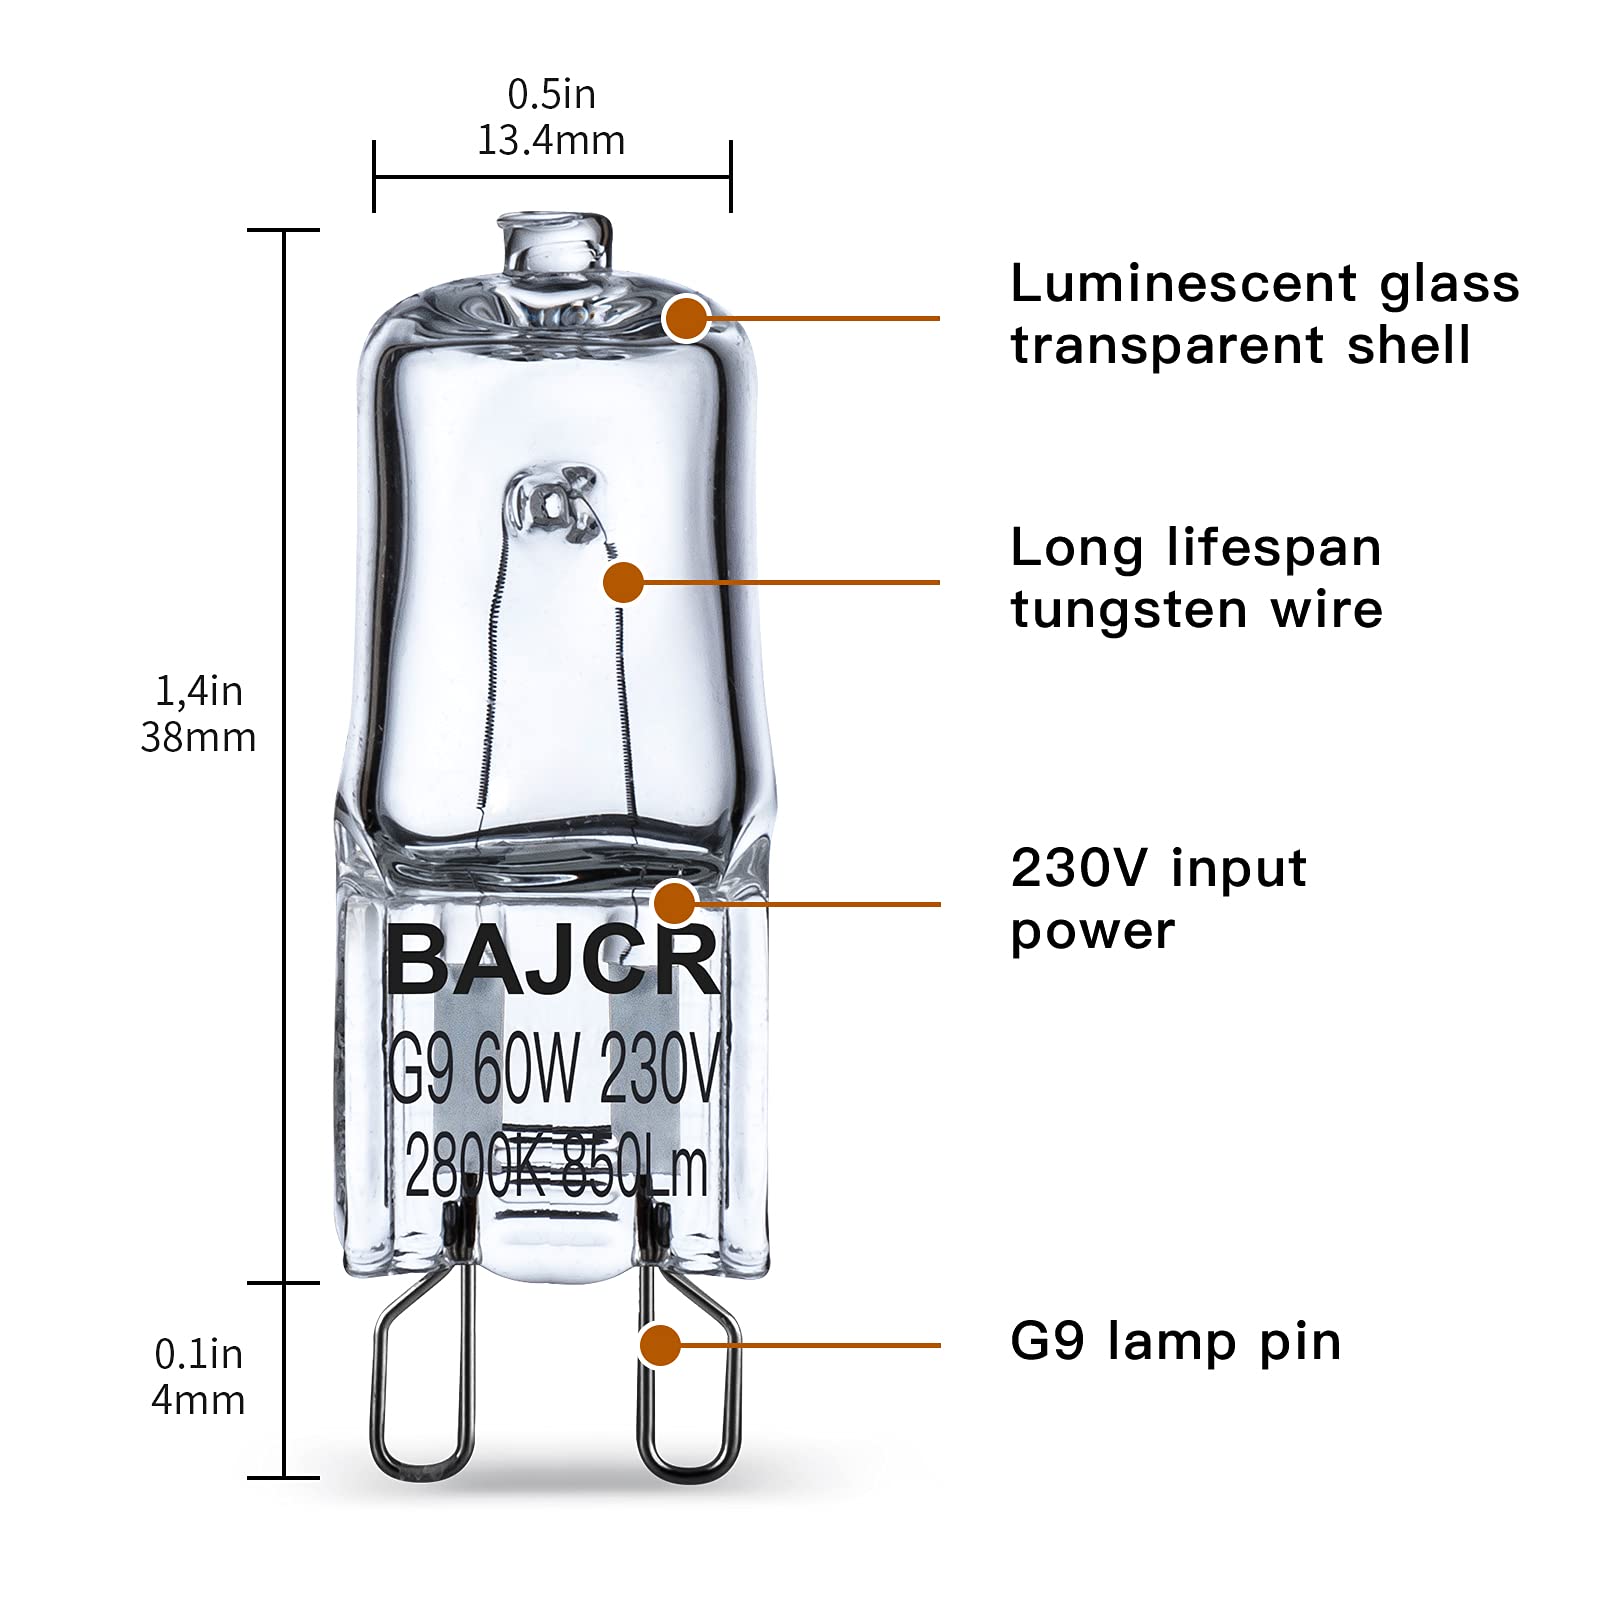 0.5in
13.4mm
Luminescent glass
transparent shell
Long lifespan
tungsten wire
1,4in
38mm
230V input
power
BAJCR
G9 60W 230V
2800K 850Lm
0.1in
4mm
G9 lamp pin